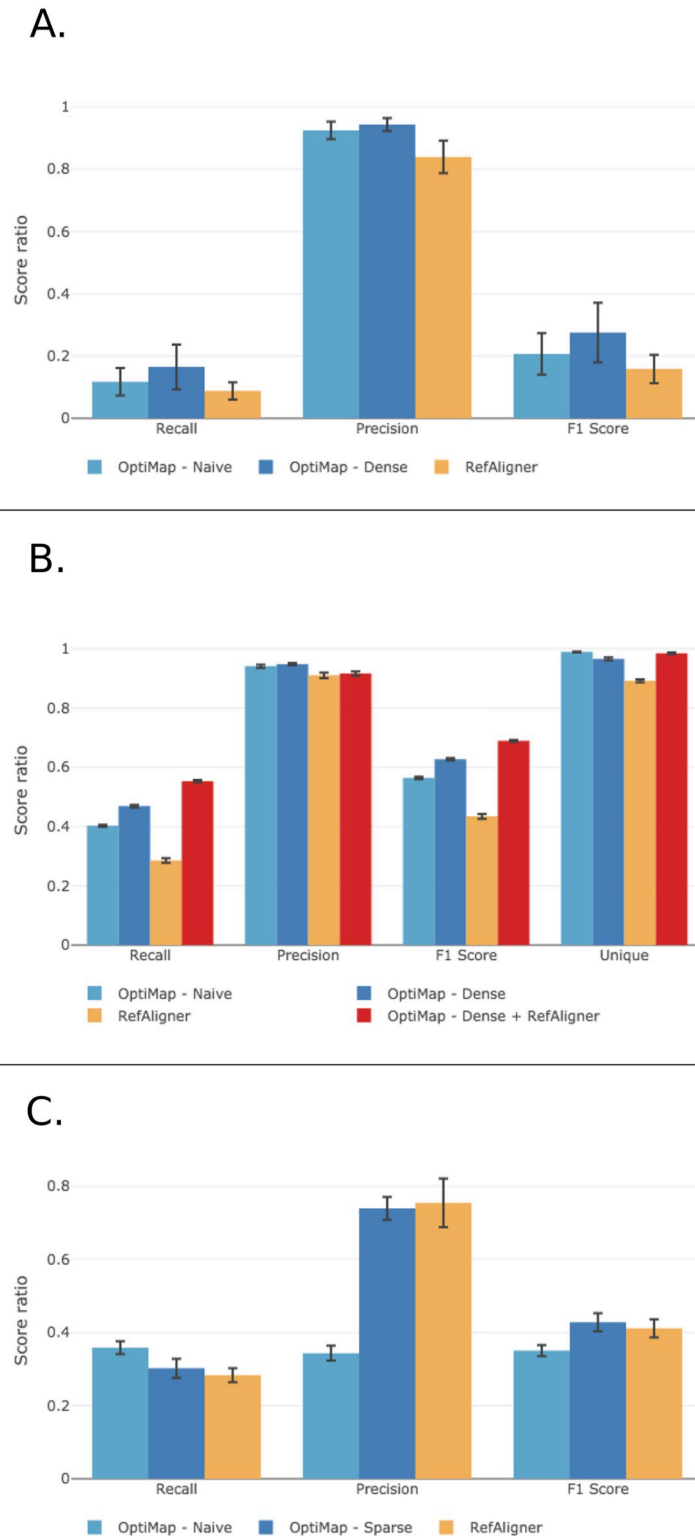 A.
1
0.8
0.6
0.4
0.2
0
Score ratio
Recall Precision F1 Score
OptiMap - Naive OptiMap - Dense RefAligner
B.
1
0.8
0.6
0.4
0.2
0
Score ratio
Recall Precision F1 Score Unique
OptiMap - Naive OptiMap - Dense
RefAligner OptiMap - Dense + RefAligner
C.
0.8
0.6
0.4
0.2
0
Score ratio
Recall Precision F1 Score
OptiMap - Naive OptiMap - Sparse RefAligner